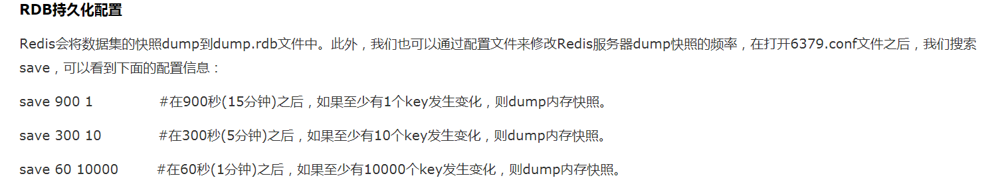 RDB持久化配置
Redis会将数据集的快照dump到dump.rdb文件中。此外，我们也可以通过配置文件来修改Redis服务器dump快照的频率，在打开6379.conf文件之后，我们搜索
save，可以看到下面的配置信息：
save 900 1 #在900秒(15分钟)之后，如果至少有1个key发生变化，则dump内存快照。
save 300 10 #在300秒(5分钟)之后，如果至少有10个key发生变化，则dump内存快照。
save 60 10000 #在60秒(1分钟)之后，如果至少有10000个key发生变化，则dump内存快照。